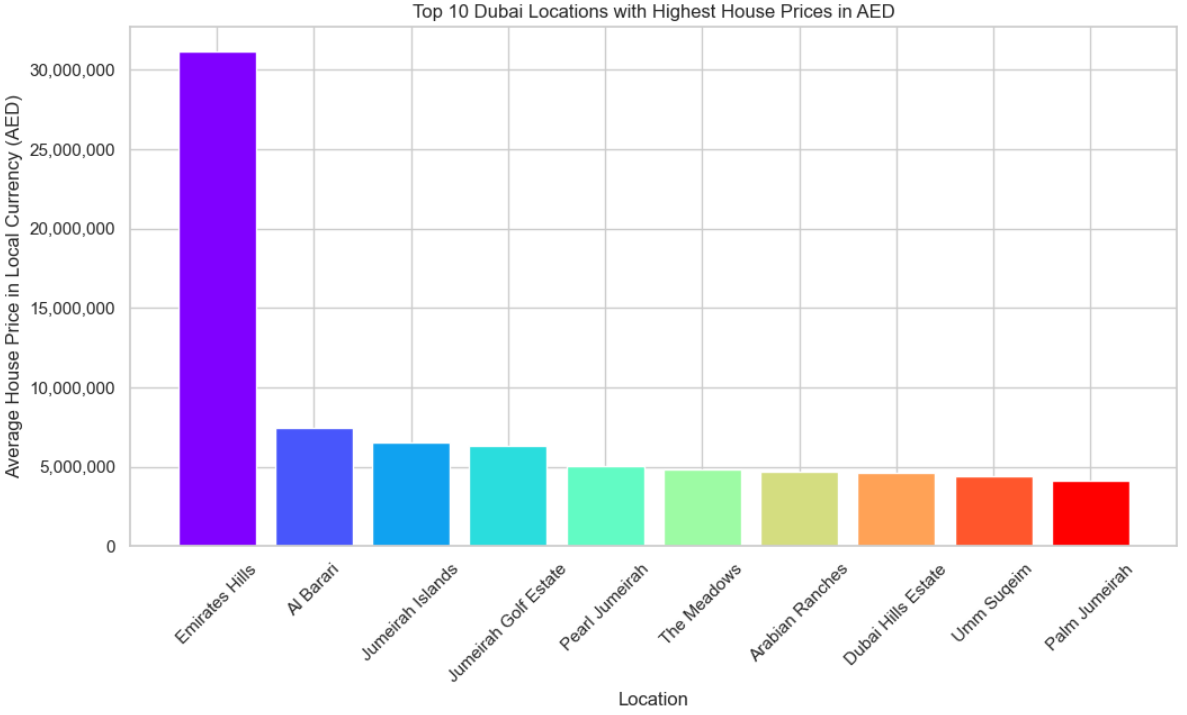 Top 10 Dubai Locations with Highest House Prices in AED
Average House Price in Local Currency (AED)
30,000,000
25,000,000
20,000,000
15,000,000
10,000,000
5,000,000
0
Emirates Hills
Al Barari
Jumeirah Islands
Jumeirah Golf Estate
Pearl Jumeirah
The Meadows
Arabian Ranches
Dubai Hills Estate
Umm Suqeim
Palm Jumeirah
Location